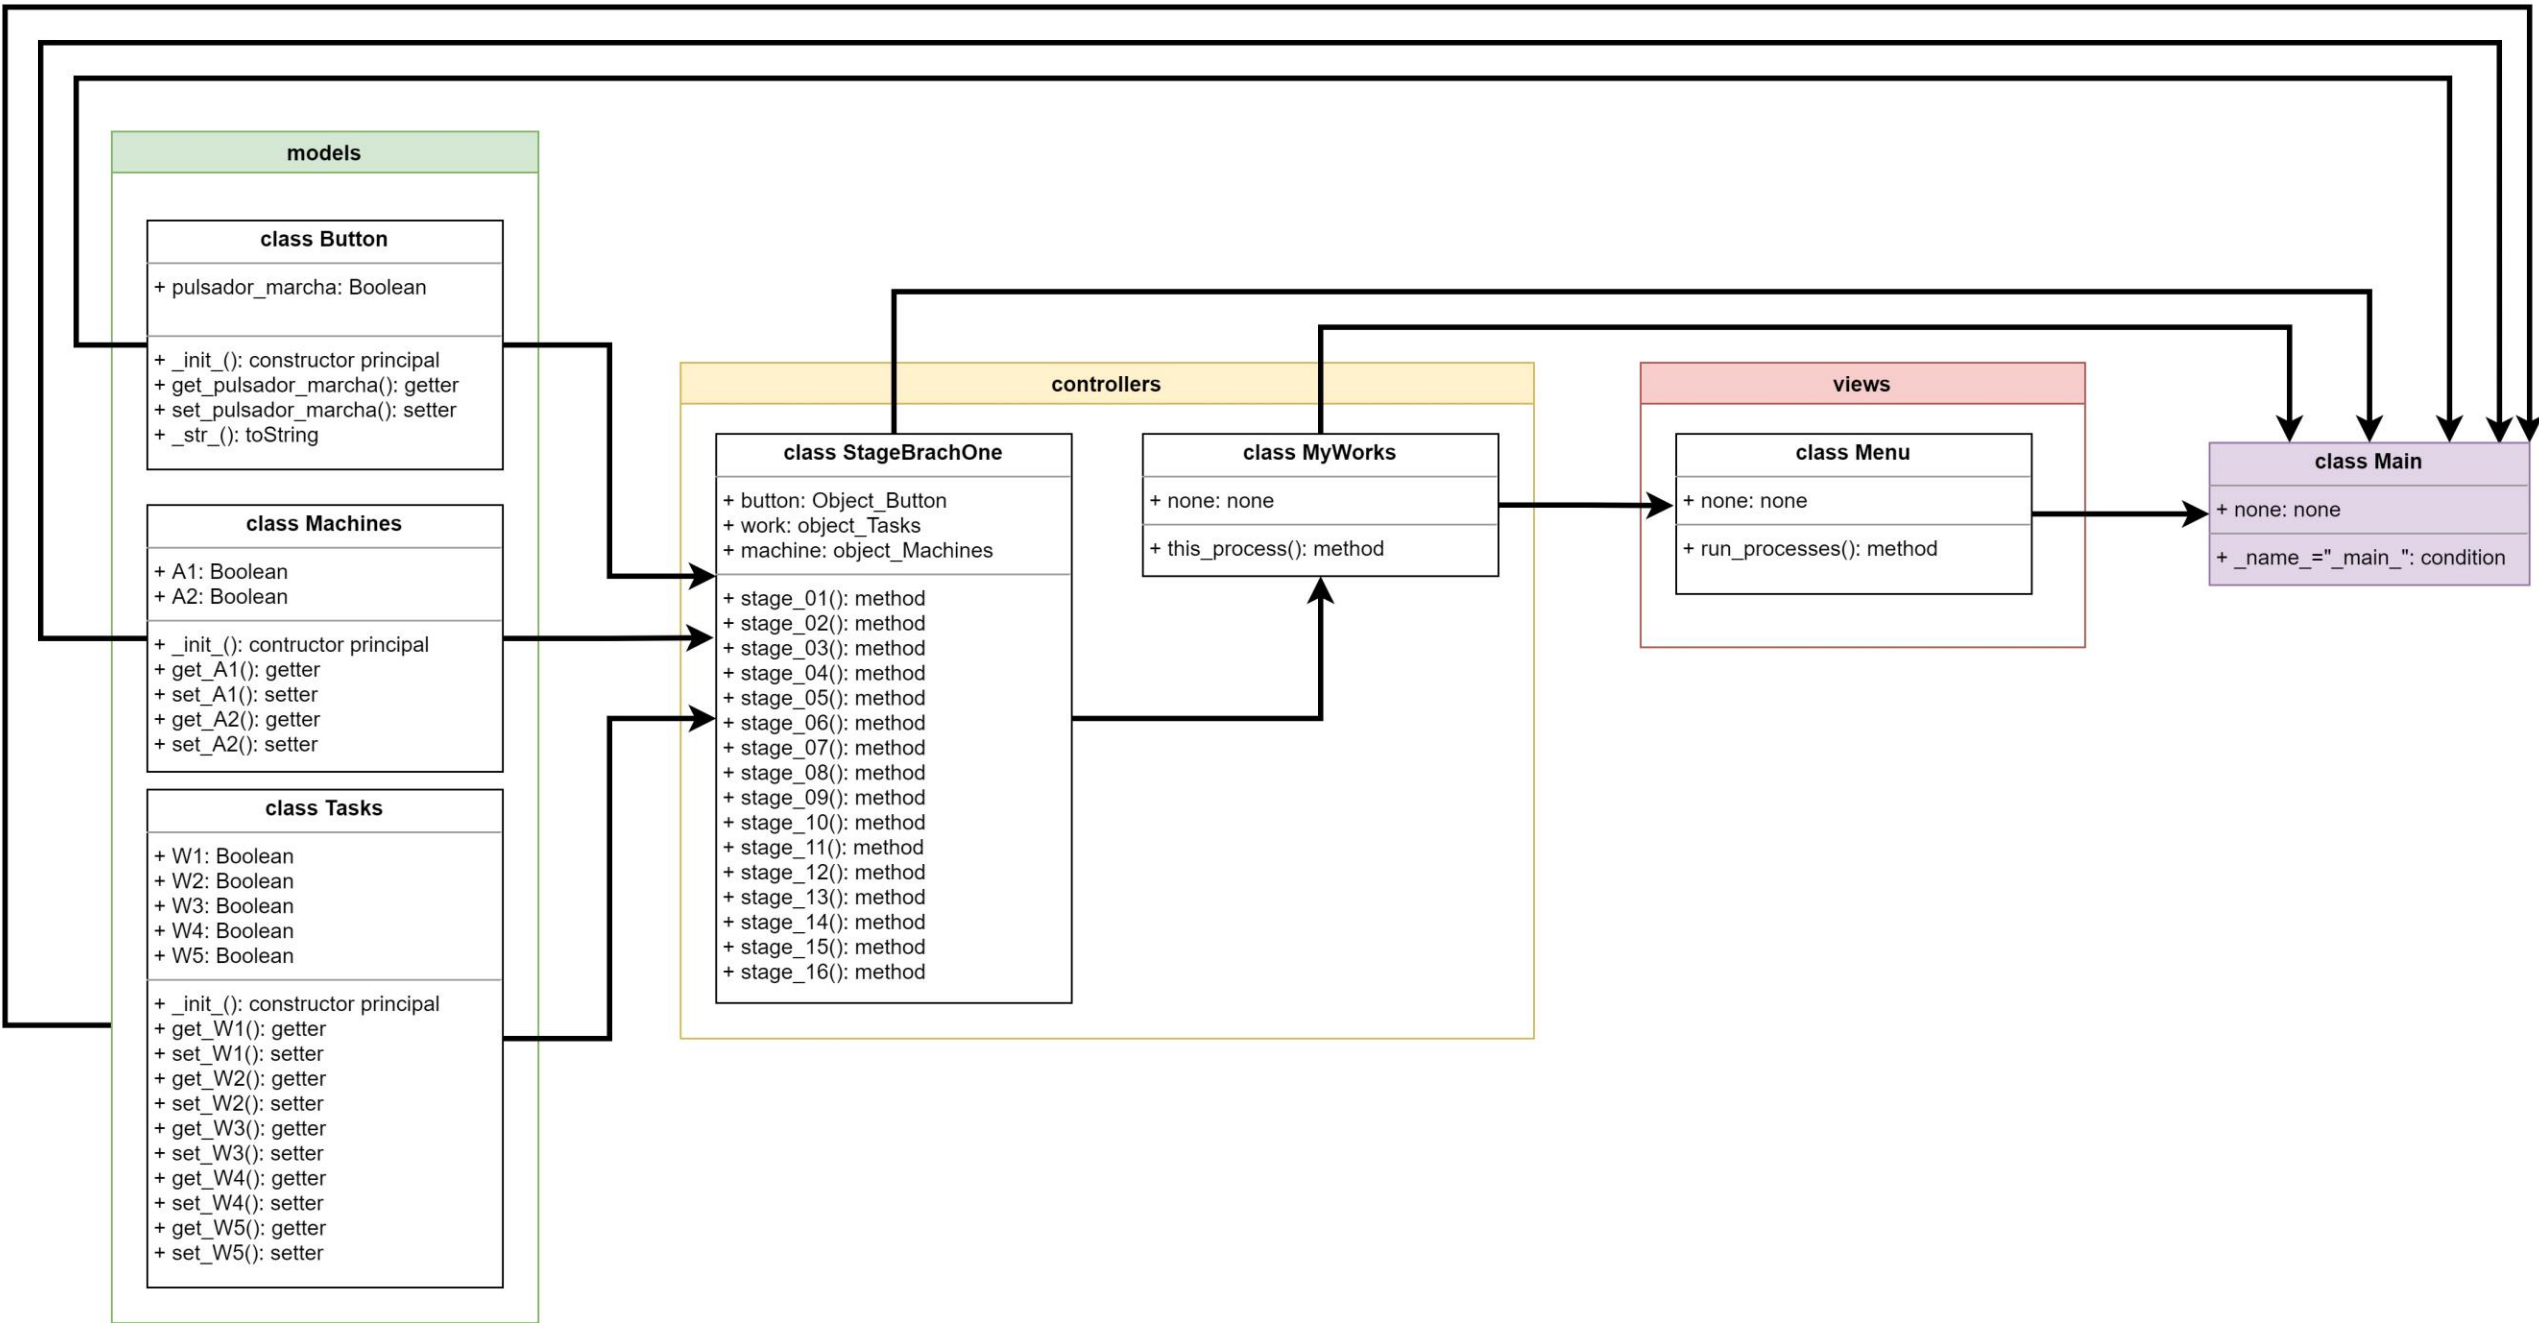 models
class Button
+ pulsador_marcha: Boolean
+ _init_(): constructor principal
+ get_pulsador_marcha(): getter
+ set_pulsador_marcha(): setter
+ _str_(): toString
class Machines
+ A1: Boolean
+ A2: Boolean
+ _init_(): contructor principal
+ get_A1(): getter
+ set_A1(): setter
+ get_A2(): getter
+ set_A2(): setter
class Tasks
+ W1: Boolean
+ W2: Boolean
+ W3: Boolean
+ W4: Boolean
+ W5: Boolean
+ _init_(): constructor principal
+ get_W1(): getter
+ set_W1(): setter
+ get_W2(): getter
+ set_W2(): setter
+ get_W3(): getter
+ set_W3(): setter
+ get_W4(): getter
+ set_W4(): setter
+ get_W5(): getter
+ set_W5(): setter
controllers
class StageBrachOne
+ button: Object_Button
+ work: object_Tasks
+ machine: object_Machines
+ stage_01(): method
+ stage_02(): method
+ stage_03(): method
+ stage_04(): method
+ stage_05(): method
+ stage_06(): method
+ stage_07(): method
+ stage_08(): method
+ stage_09(): method
+ stage_10(): method
+ stage_11(): method
+ stage_12(): method
+ stage_13(): method
+ stage_14(): method
+ stage_15(): method
+ stage_16(): method
class MyWorks
+ none: none
+ this_process(): method
views
class Menu
+ none: none
+ run_processes(): method
class Main
+ none: none
+ _name_="_main_": condition